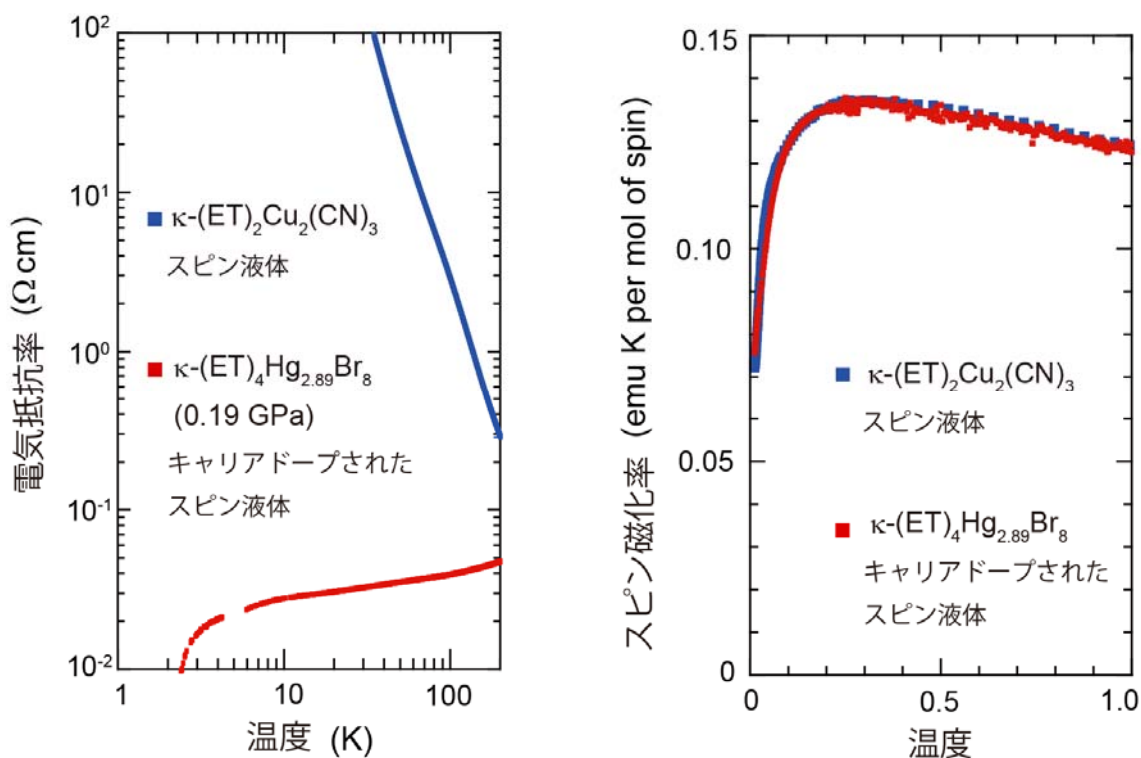 電気抵抗率 (Ω cm)
10²
10¹
10⁰
10⁻¹
10⁻²
κ-(ET)₂Cu₂(CN)₃
スピン液体
κ-(ET)₄Hg₂.₈₉Br₈
(0.19 GPa)
キャリアドープされた
スピン液体
1
10
100
温度 (K)
スピン磁化率 (emu K per mol of spin)
0.15
0.10
0.05
0
κ-(ET)₂Cu₂(CN)₃
スピン液体
κ-(ET)₄Hg₂.₈₉Br₈
キャリアドープされた
スピン液体
0
0.5
1.0
温度